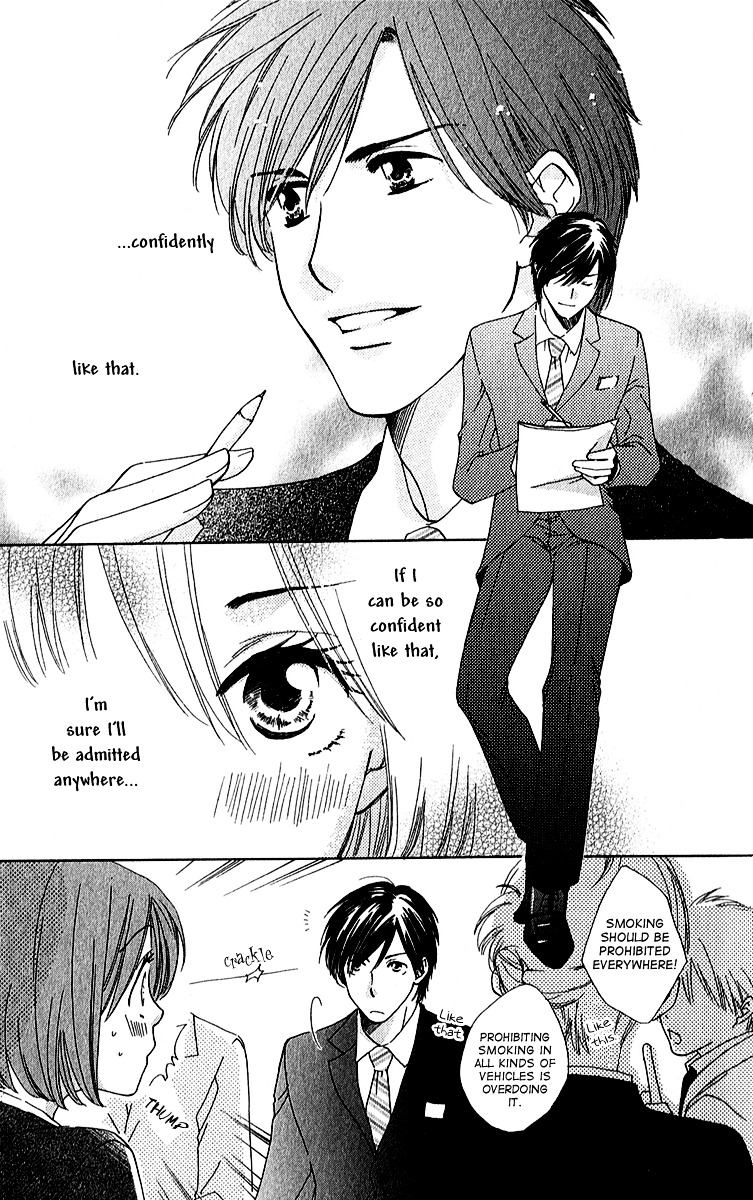 ...confidently
like that.
If I
can be so
confident
like that,
I'm
sure I'll
be admitted
anywhere...
SMOKING
SHOULD BE
PROHIBITED
EVERYWHERE!
crackle
Like
that
Like
this
PROHIBITING
SMOKING IN
ALL KINDS OF
VEHICLES IS
OVERDOING
IT.
THUMP